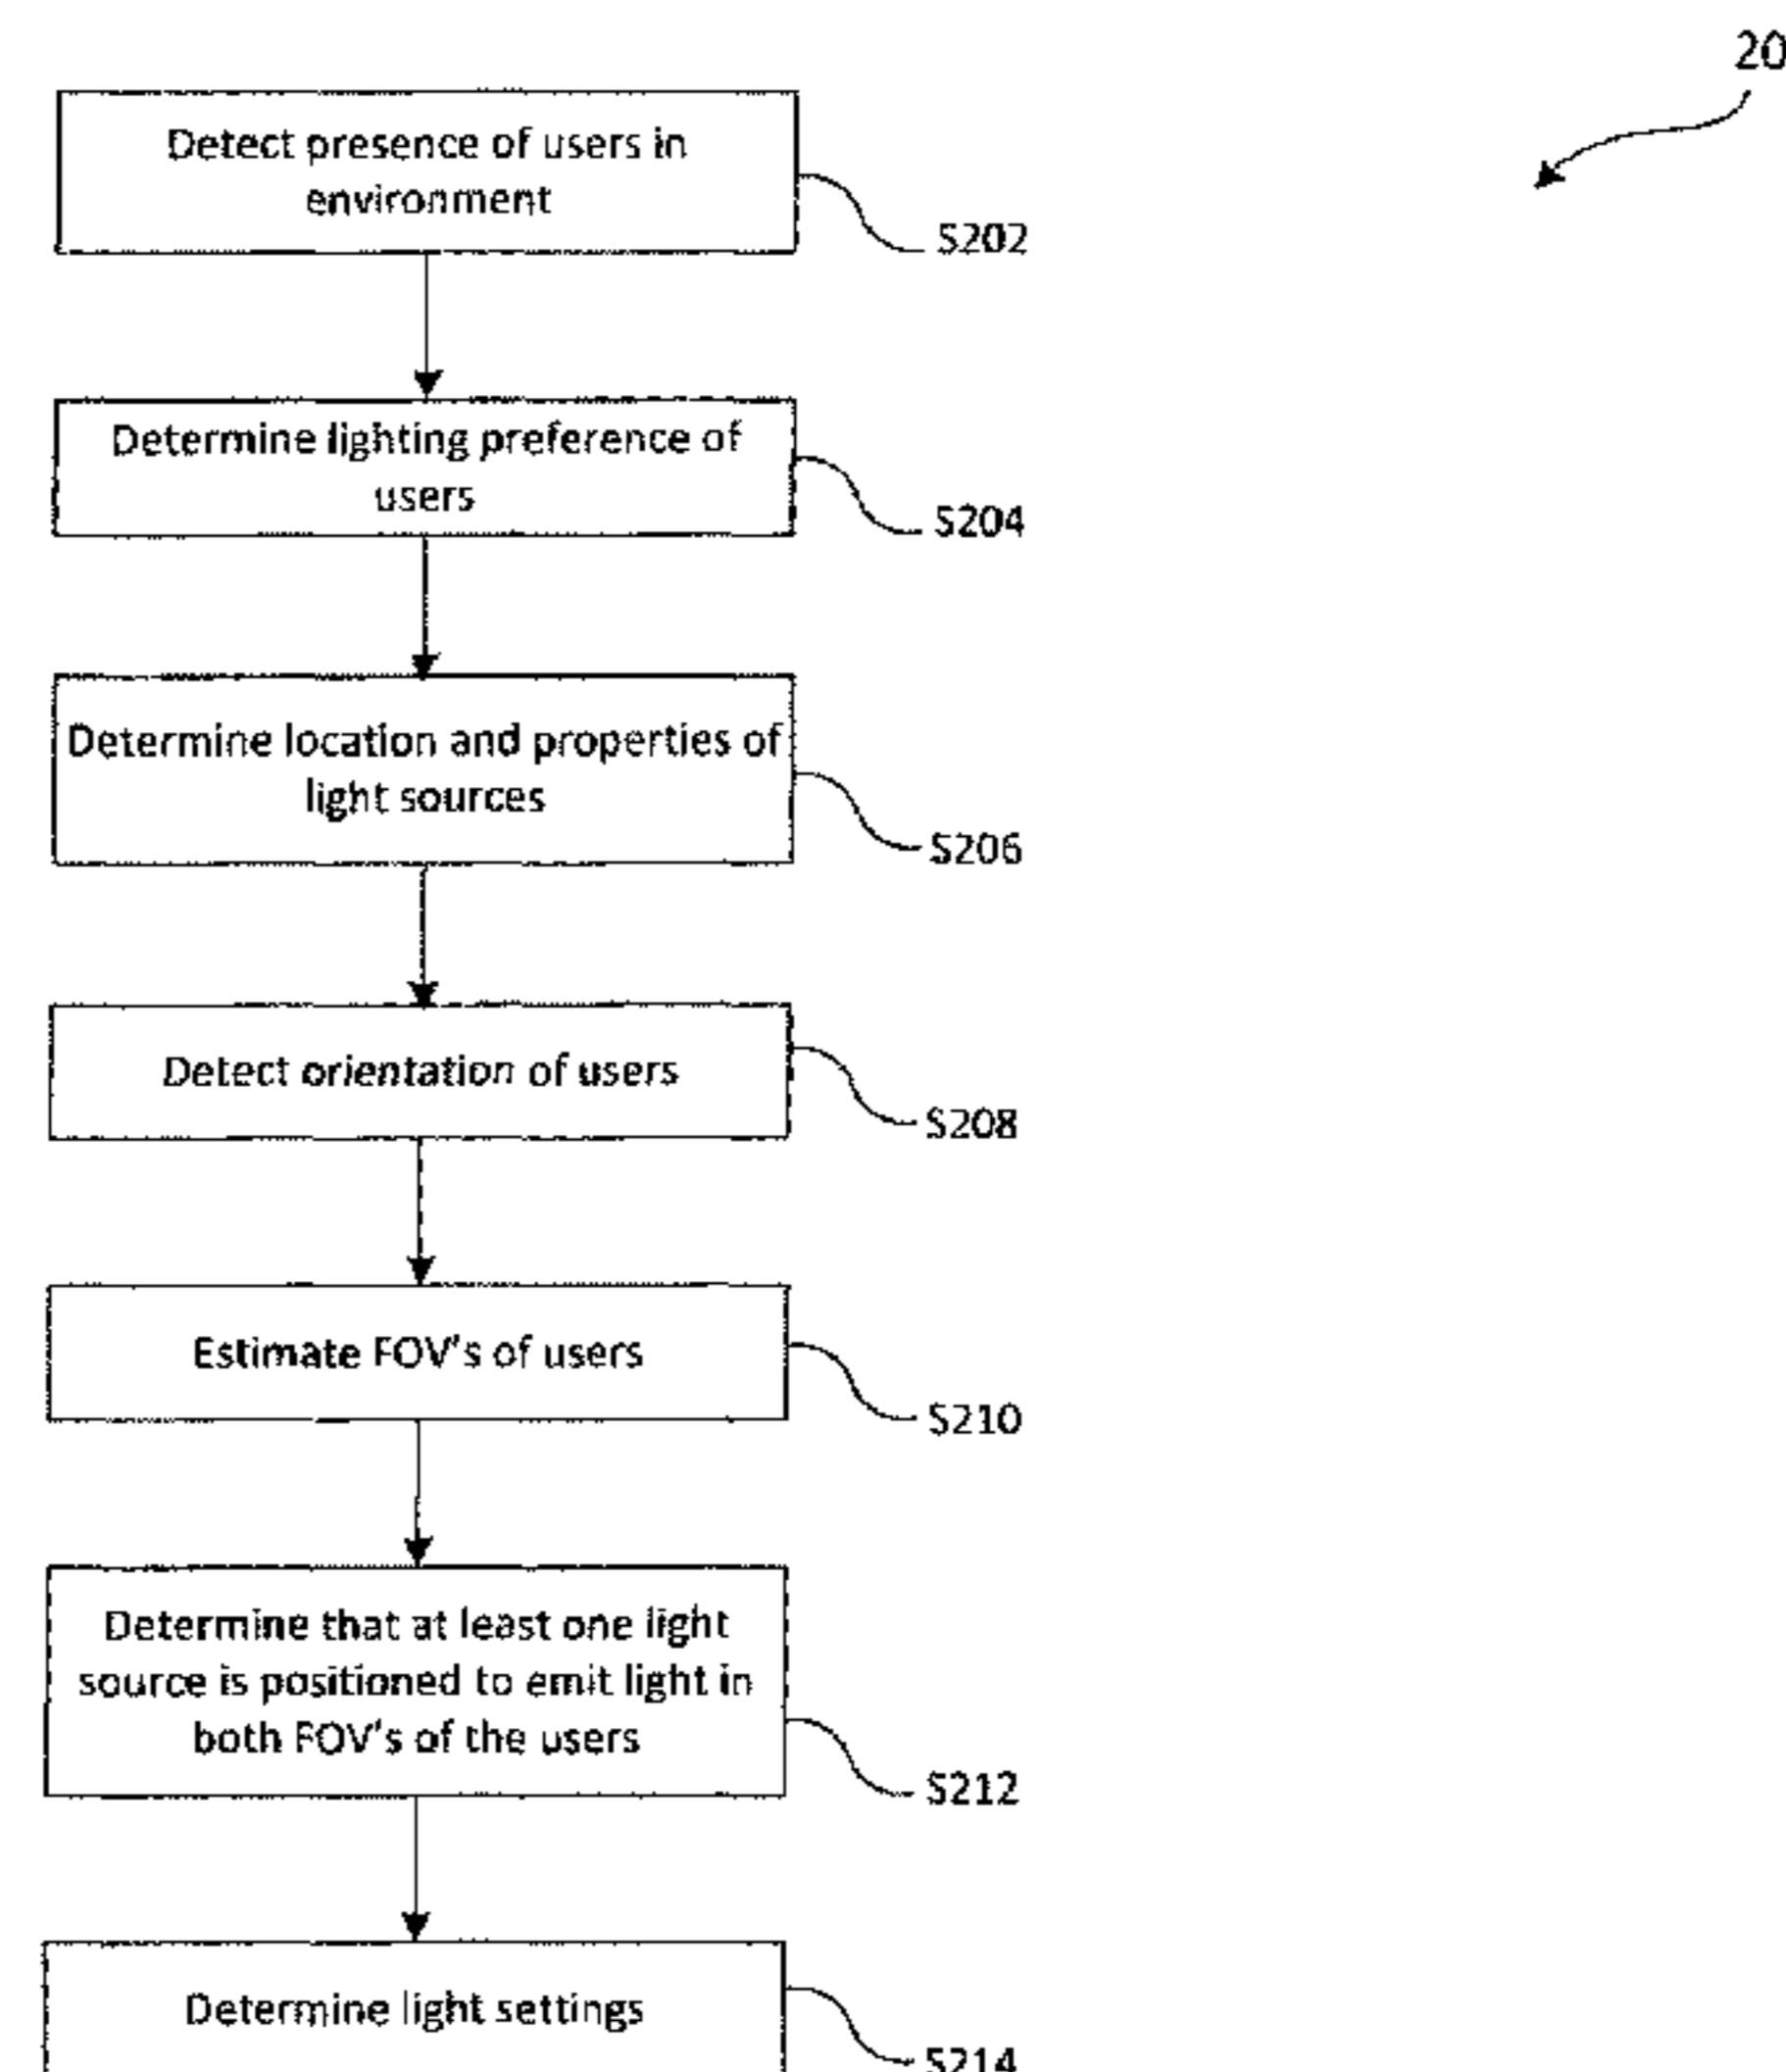 20
Detect presence of users in
environment
S202
Determine lighting preference of
users
S204
Determine location and properties of
light sources
S206
Detect orientation of users
S208
Estimate FOV's of users
S210
Determine that at least one light
source is positioned to emit light in
both FOV's of the users
S212
Determine light settings
S214